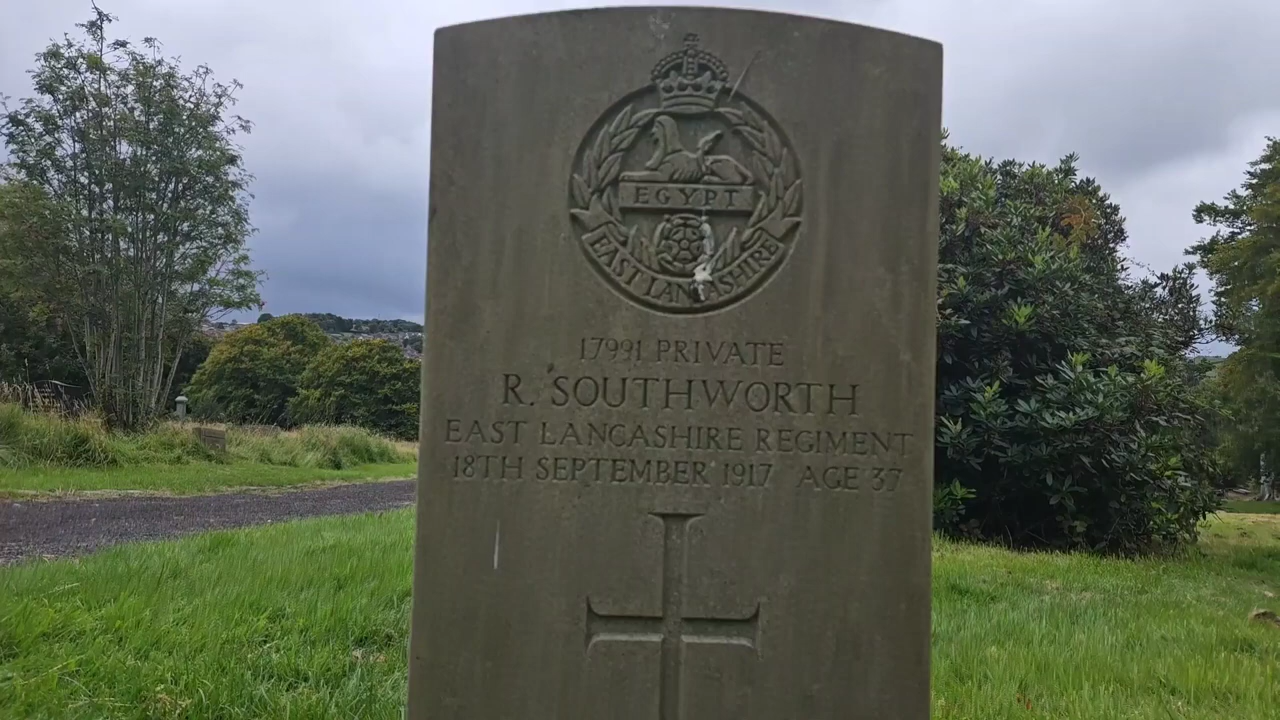 EGYPT
EAST LANCASHIRE
17991 PRIVATE
R. SOUTHWORTH
EAST LANCASHIRE REGIMENT
18TH SEPTEMBER 1917 AGE 37